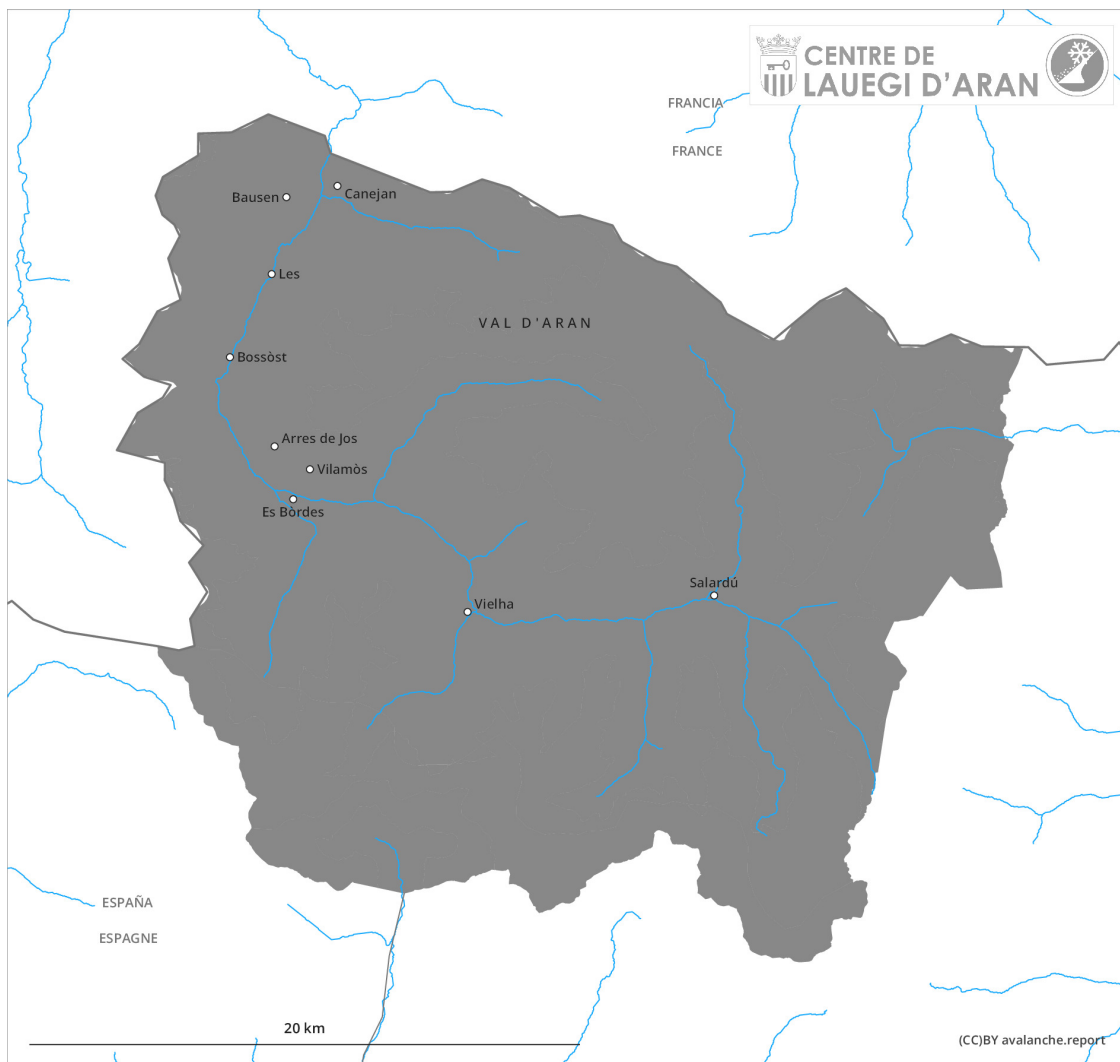 CENTRE DE
LAUEGI D'ARAN
FRANCIA
FRANCE
Bausen
Canejan
Les
VAL D'ARAN
Bossòst
Arres de Jos
Vilamòs
Es Bòrdes
Salardú
Vielha
ESPAÑA
ESPAGNE
20 km
(CC)BY avalanche.report